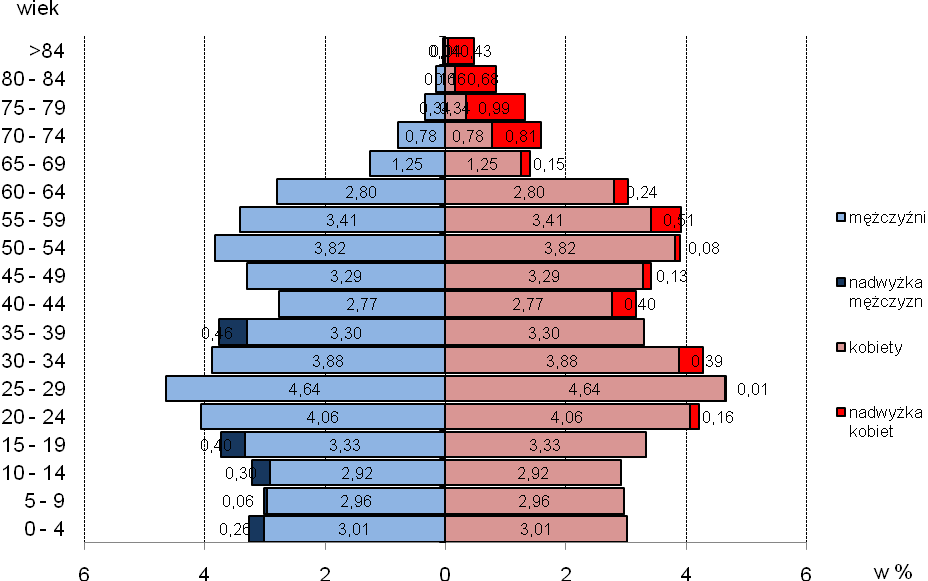 wiek
>84 0,43
80 - 84 0,68
75 - 79 0,34 0,34 0,99
70 - 74 0,78 0,78 0,81
65 - 69 1,25 1,25 0,15
60 - 64 2,80 2,80 0,24
55 - 59 3,41 3,41 0,51
50 - 54 3,82 3,82 0,08
45 - 49 3,29 3,29 0,13
40 - 44 2,77 2,77 0,40
35 - 39 0,46 3,30 3,30
30 - 34 3,88 3,88 0,39
25 - 29 4,64 4,64 0,01
20 - 24 4,06 4,06 0,16
15 - 19 0,40 3,33 3,33
10 - 14 0,30 2,92 2,92
5 - 9 0,06 2,96 2,96
0 - 4 0,26 3,01 3,01
6 4 2 0 2 4 6
w %
mężczyźni
nadwyżka
mężczyzn
kobiety
nadwyżka
kobiet